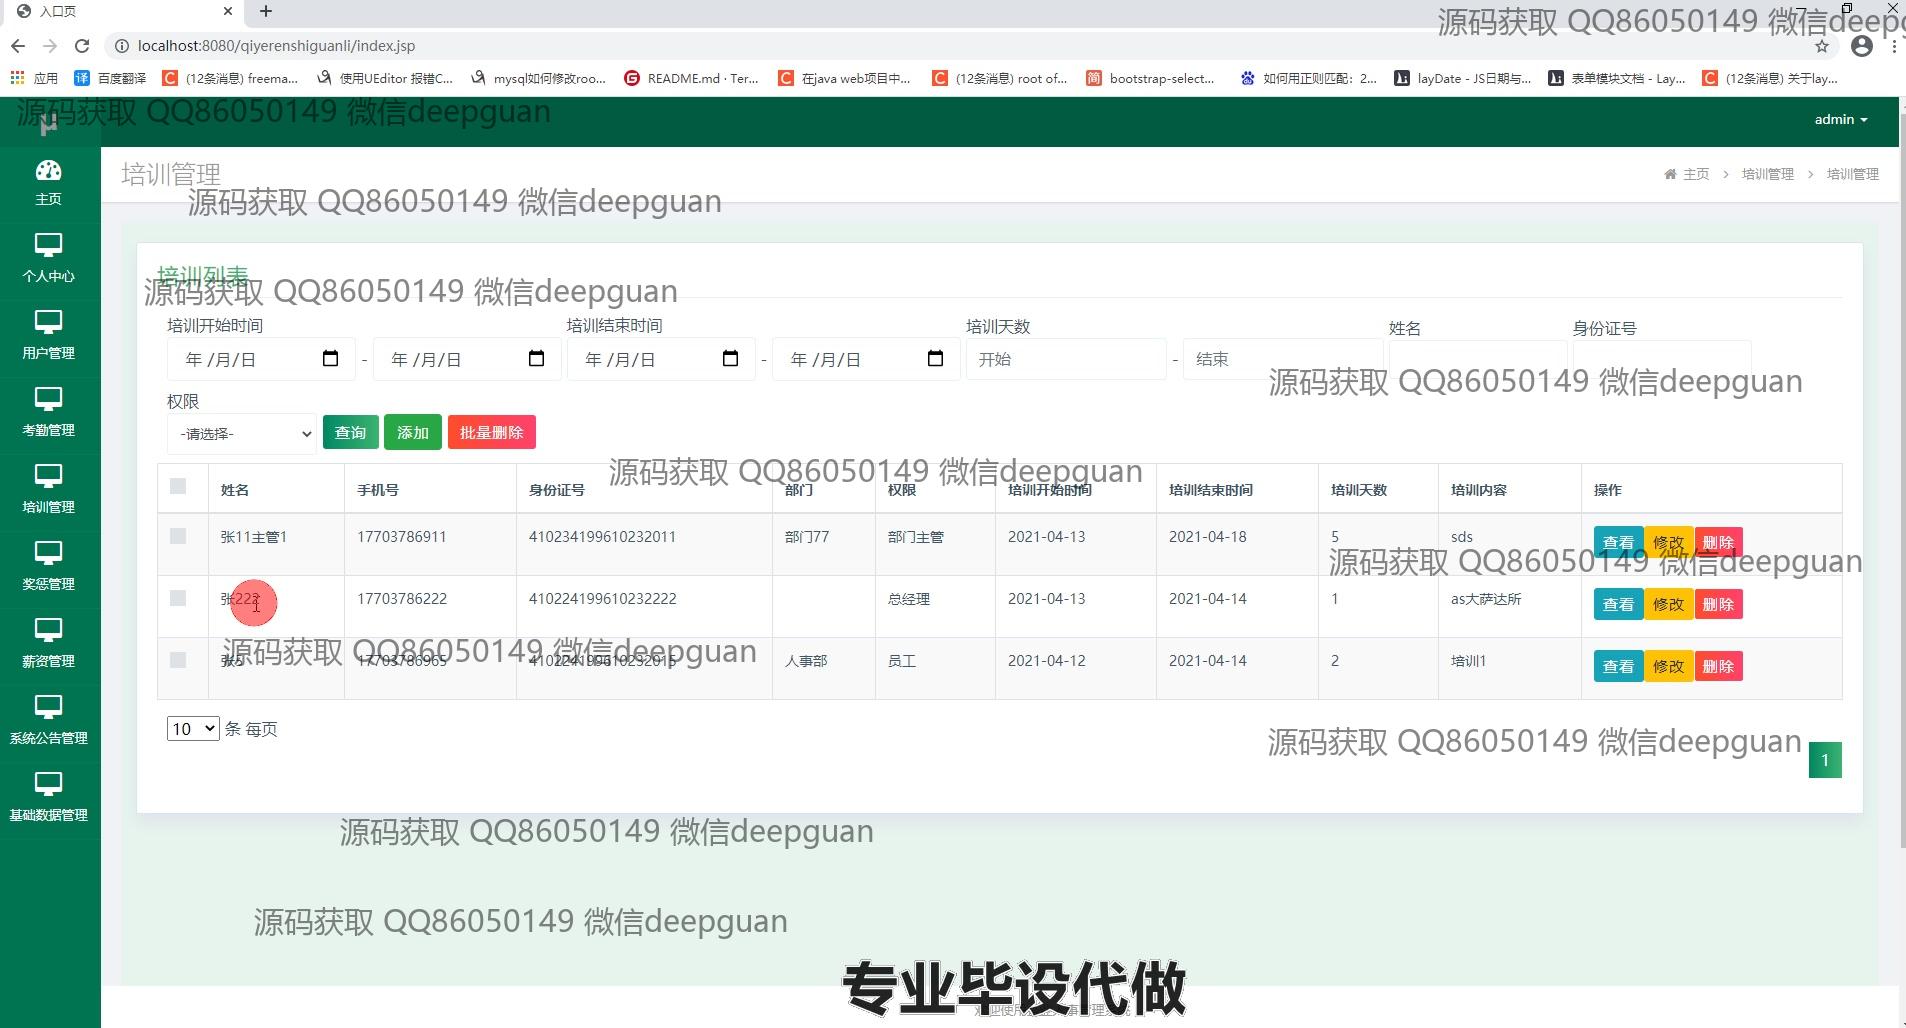 入口页
localhost:8080/qiyerenshiguanli/index.jsp
应用 百度翻译 (12条消息) freema... 使用UEditor 报错C... mysql如何修改roo... README.md · Ter... 在java web项目中... (12条消息) root of... bootstrap-select... 如何用正则匹配：2... layDate - JS日期与... 表单模块文档 - Lay... (12条消息) 关于lay...
源码获取 QQ86050149 微信deepg
源码获取 QQ86050149 微信deepguan
μ
admin
主页
个人中心
用户管理
考勤管理
培训管理
奖惩管理
薪资管理
系统公告管理
基础数据管理
培训管理
主页 > 培训管理 > 培训管理
源码获取 QQ86050149 微信deepguan
培训列表
源码获取 QQ86050149 微信deepguan
培训开始时间 培训结束时间 培训天数 姓名 身份证号
年 /月/日 - 年 /月/日 年 /月/日 - 年 /月/日 开始 - 结束
源码获取 QQ86050149 微信deepguan
权限
-请选择- 查询 添加 批量删除
源码获取 QQ86050149 微信deepguan
姓名 手机号 身份证号 部门 权限 培训开始时间 培训结束时间 培训天数 培训内容 操作
张11主管1 17703786911 410234199610232011 部门77 部门主管 2021-04-13 2021-04-18 5 sds 查看 修改 删除
源码获取 QQ86050149 微信deepguan
张222 17703786222 410224199610232222 总经理 2021-04-13 2021-04-14 1 as大萨达所 查看 修改 删除
源码获取 QQ86050149 微信deepguan
张5 17703786965 410224199610232015 人事部 员工 2021-04-12 2021-04-14 2 培训1 查看 修改 删除
10 条 每页
源码获取 QQ86050149 微信deepguan
1
源码获取 QQ86050149 微信deepguan
源码获取 QQ86050149 微信deepguan
专业毕设代做